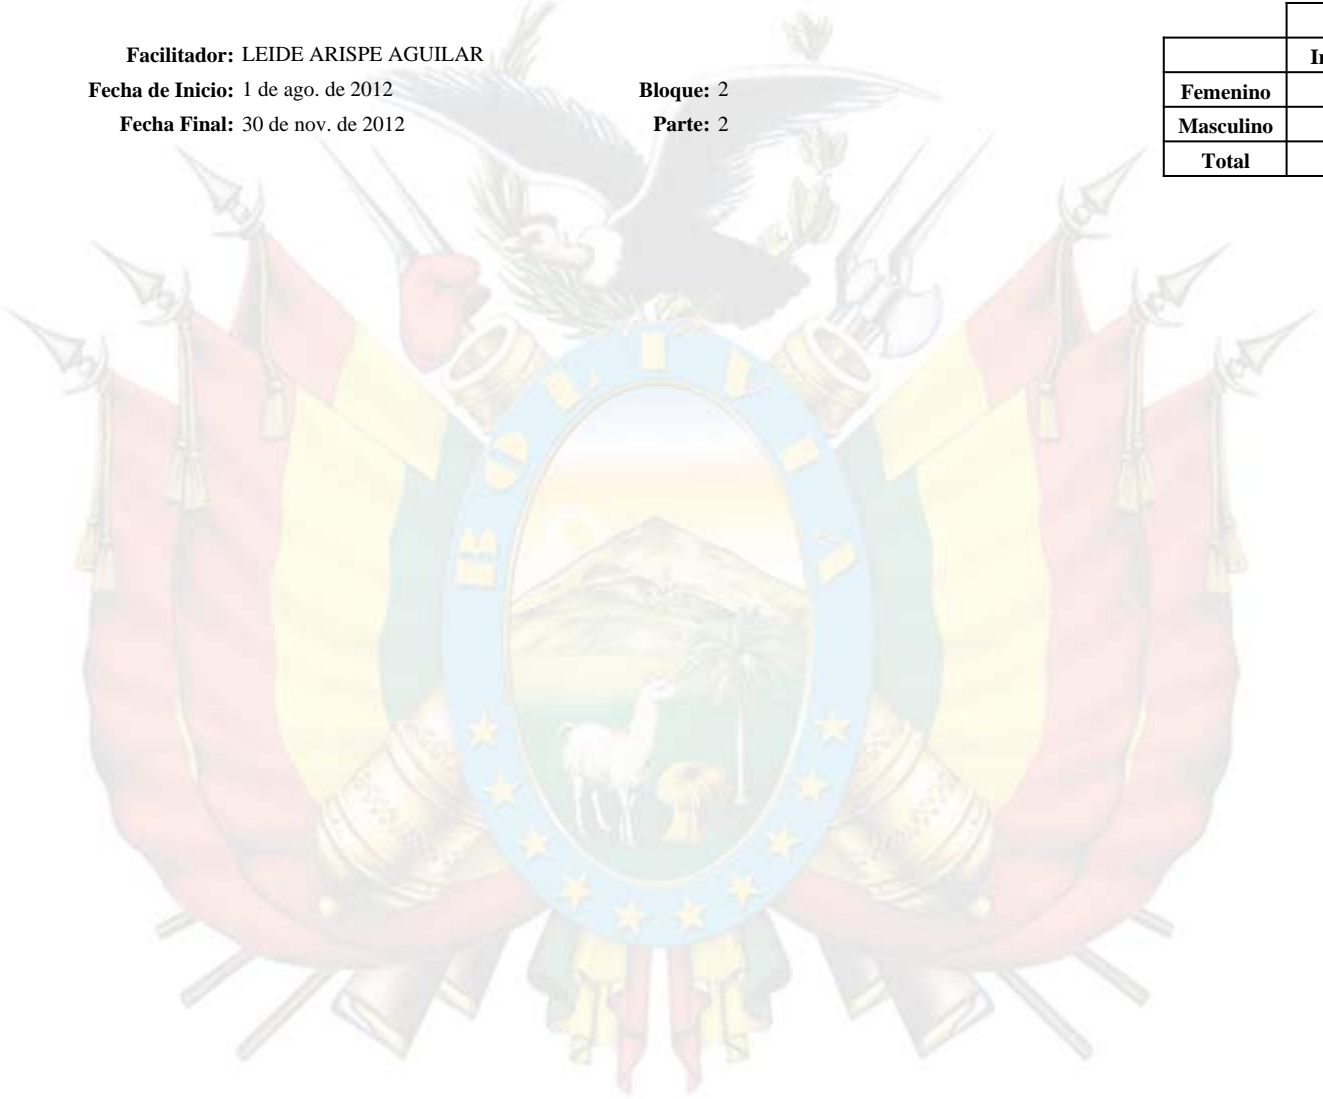 Facilitador: LEIDE ARISPE AGUILAR
Fecha de Inicio: 1 de ago. de 2012 Bloque: 2
Fecha Final: 30 de nov. de 2012 Parte: 2
Femenino
Masculino
Total
BOLIVIA